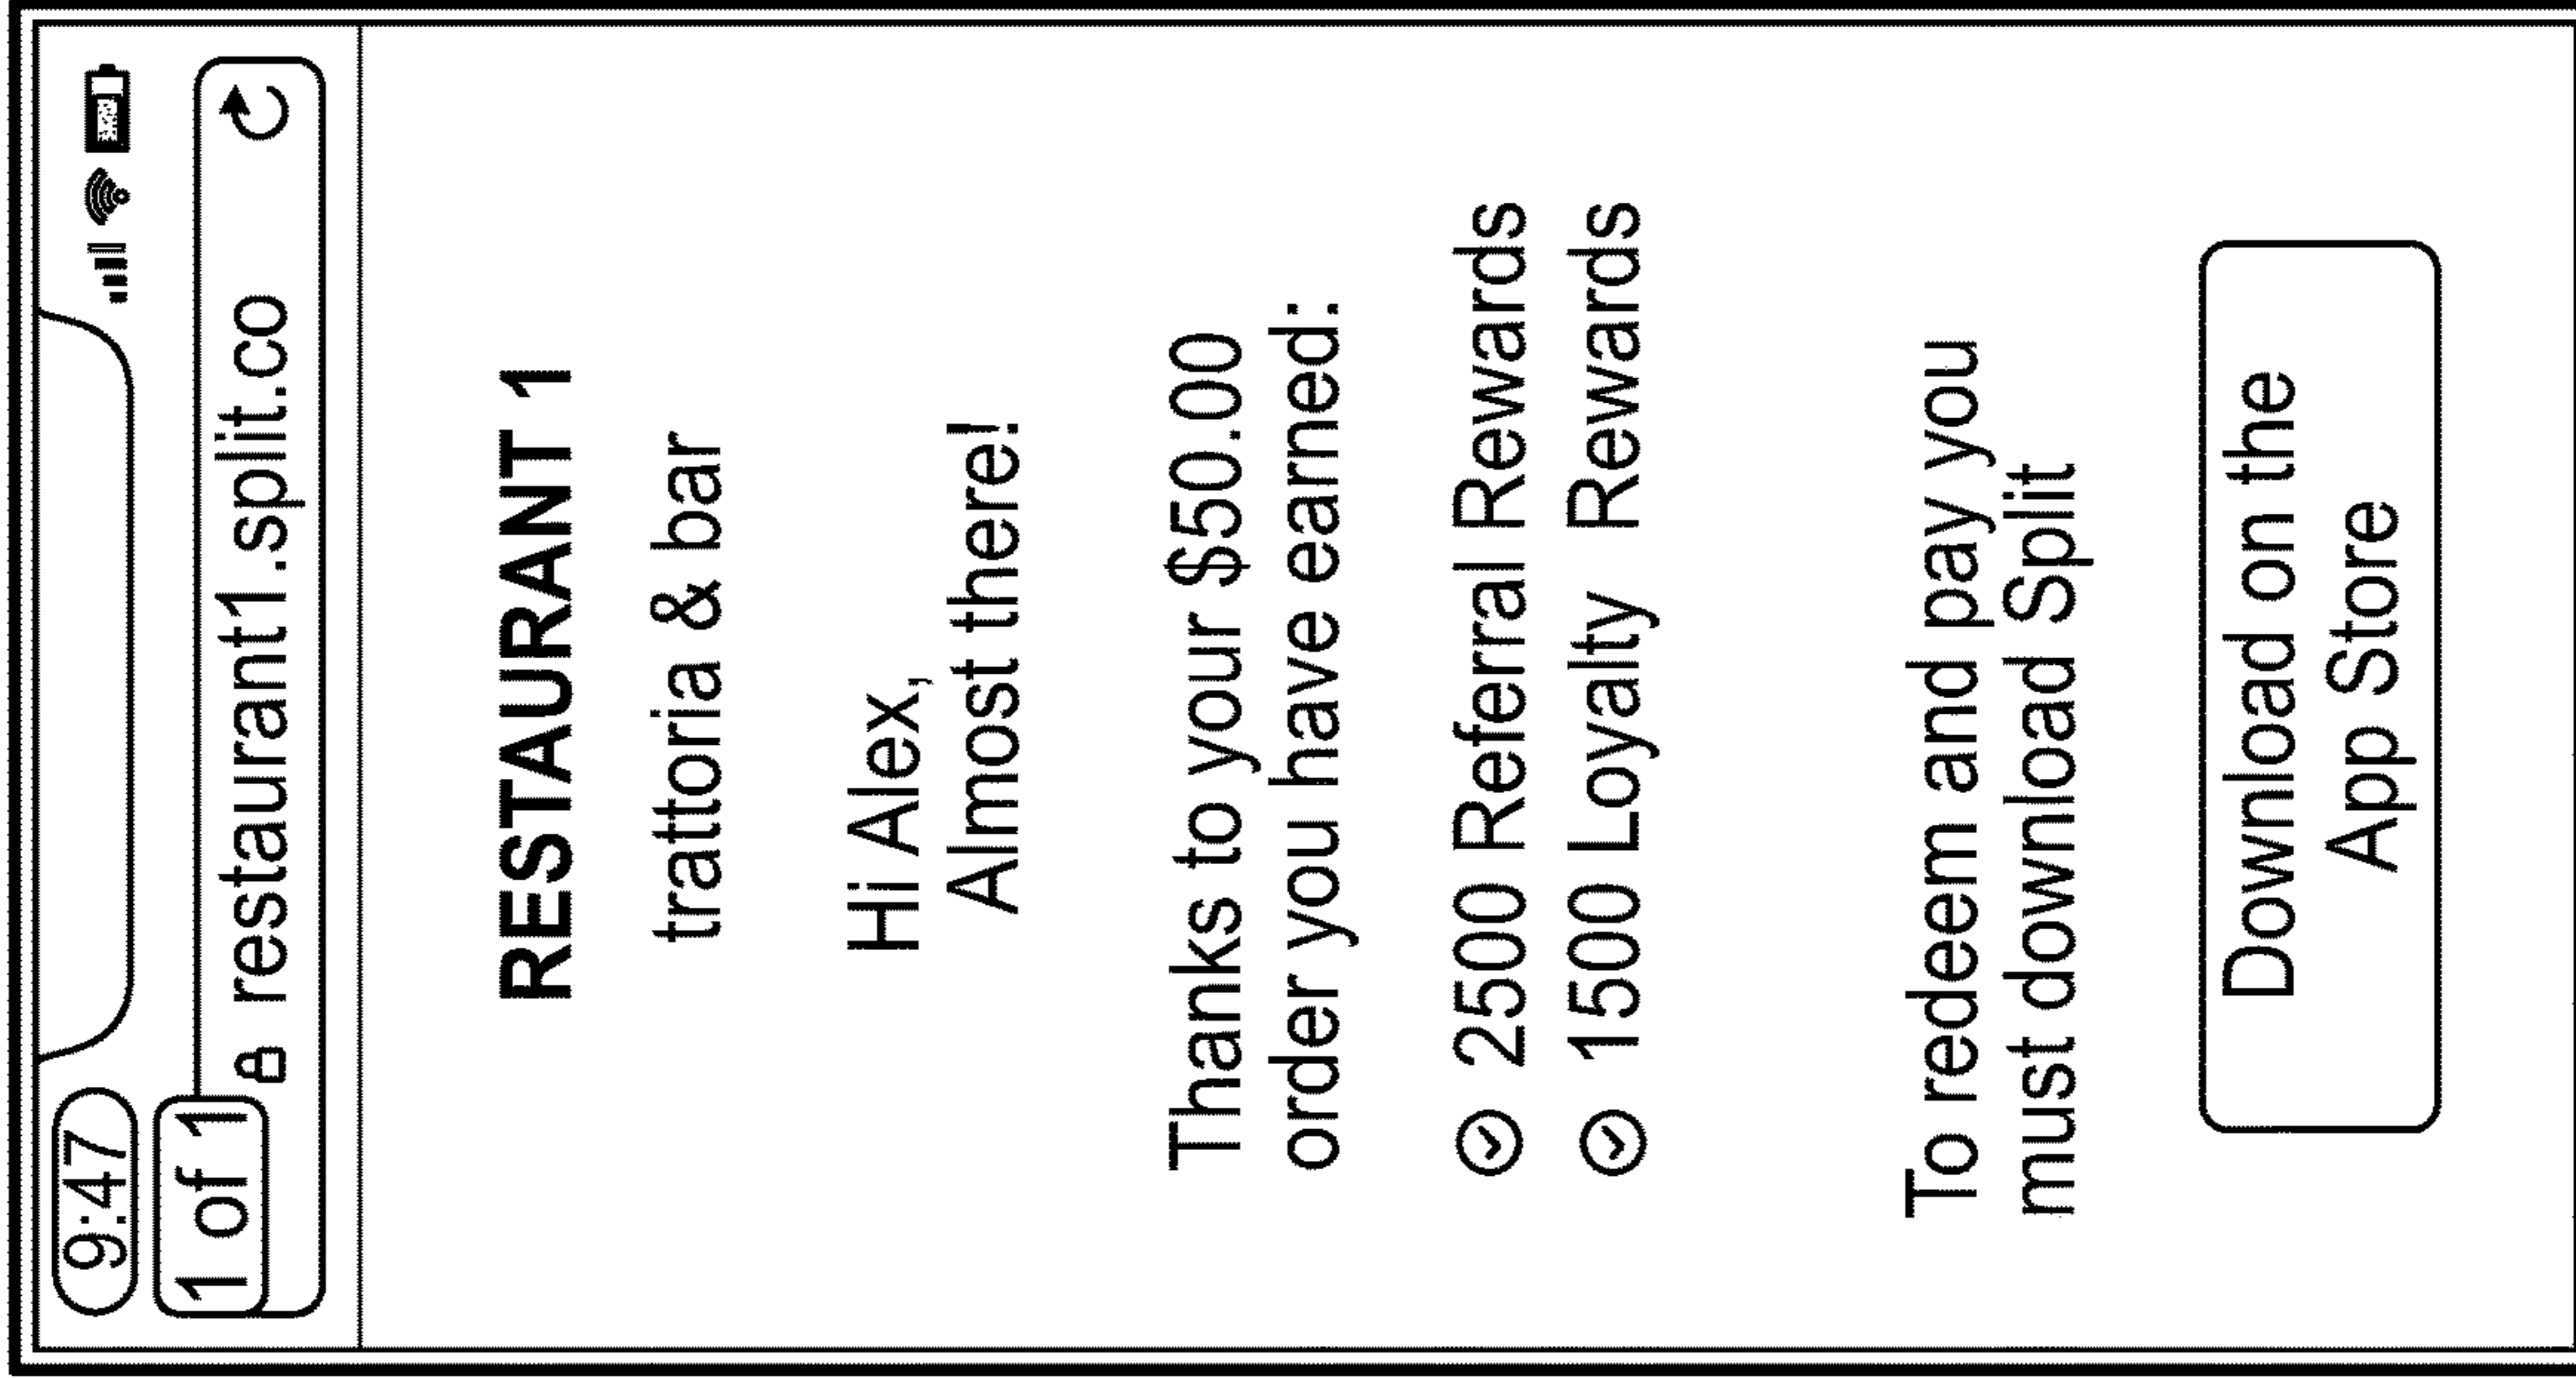 9:47
1 of 1
restaurant1.split.co
RESTAURANT 1
trattoria & bar
Hi Alex,
Almost there!
Thanks to your $50.00
order you have earned:
2500 Referral Rewards
1500 Loyalty Rewards
To redeem and pay you
must download Split
Download on the
App Store